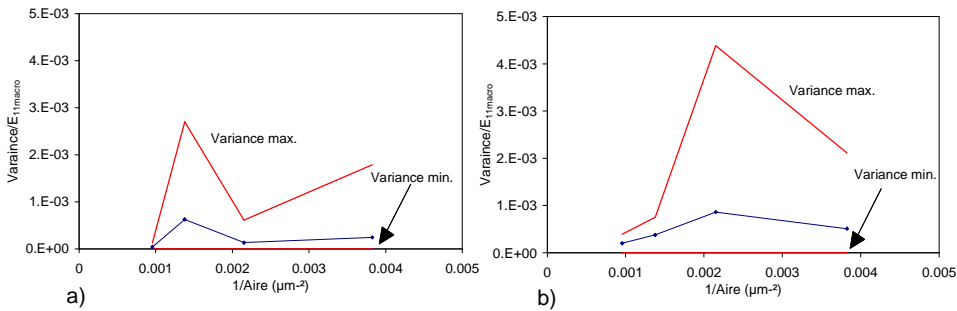 5.E-03
4.E-03
3.E-03
2.E-03
1.E-03
0.E+00
Varaince/E11macro
Variance max.
Variance min.
0
0.001
0.002
0.003
0.004
0.005
1/Aire (µm-²)
a)
5.E-03
4.E-03
3.E-03
2.E-03
1.E-03
0.E+00
Varaince/E11macro
Variance max.
Variance min.
0
0.001
0.002
0.003
0.004
0.005
1/Aire (µm-²)
b)